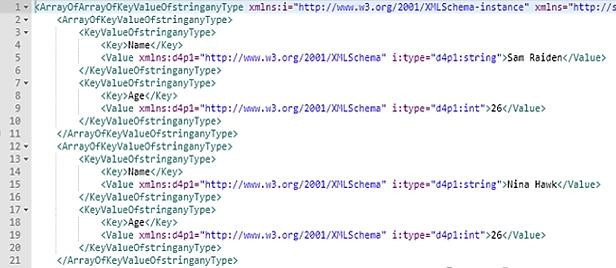 1 <ArrayOfArrayOfKeyValueOfstringanyType xmlns:i="http://www.w3.org/2001/XMLSchema-instance" xmlns="http://s
2 <ArrayOfKeyValueOfstringanyType>
3 <KeyValueOfstringanyType>
4 <Key>Name</Key>
5 <Value xmlns:d4p1="http://www.w3.org/2001/XMLSchema" i:type="d4p1:string">Sam Raiden</Value>
6 </KeyValueOfstringanyType>
7 <KeyValueOfstringanyType>
8 <Key>Age</Key>
9 <Value xmlns:d4p1="http://www.w3.org/2001/XMLSchema" i:type="d4p1:int">26</Value>
10 </KeyValueOfstringanyType>
11 </ArrayOfKeyValueOfstringanyType>
12 <ArrayOfKeyValueOfstringanyType>
13 <KeyValueOfstringanyType>
14 <Key>Name</Key>
15 <Value xmlns:d4p1="http://www.w3.org/2001/XMLSchema" i:type="d4p1:string">Nina Hawk</Value>
16 </KeyValueOfstringanyType>
17 <KeyValueOfstringanyType>
18 <Key>Age</Key>
19 <Value xmlns:d4p1="http://www.w3.org/2001/XMLSchema" i:type="d4p1:int">26</Value>
20 </KeyValueOfstringanyType>
21 </ArrayOfKeyValueOfstringanyType>